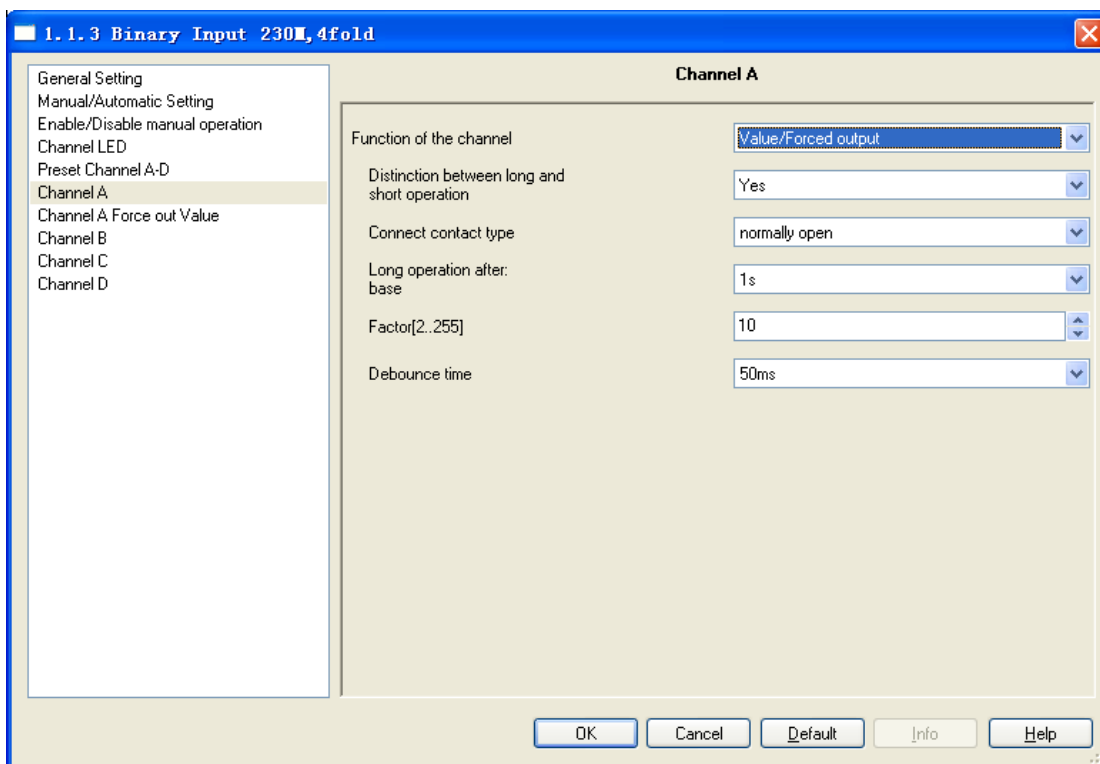 1.1.3 Binary Input 230M,4fold
General Setting
Manual/Automatic Setting
Enable/Disable manual operation
Channel LED
Preset Channel A-D
Channel A
Channel A Force out Value
Channel B
Channel C
Channel D
Channel A
Function of the channel
Value/Forced output
Distinction between long and
short operation
Yes
Connect contact type
normally open
Long operation after:
base
1s
Factor[2..255]
10
Debounce time
50ms
OK
Cancel
Default
Info
Help